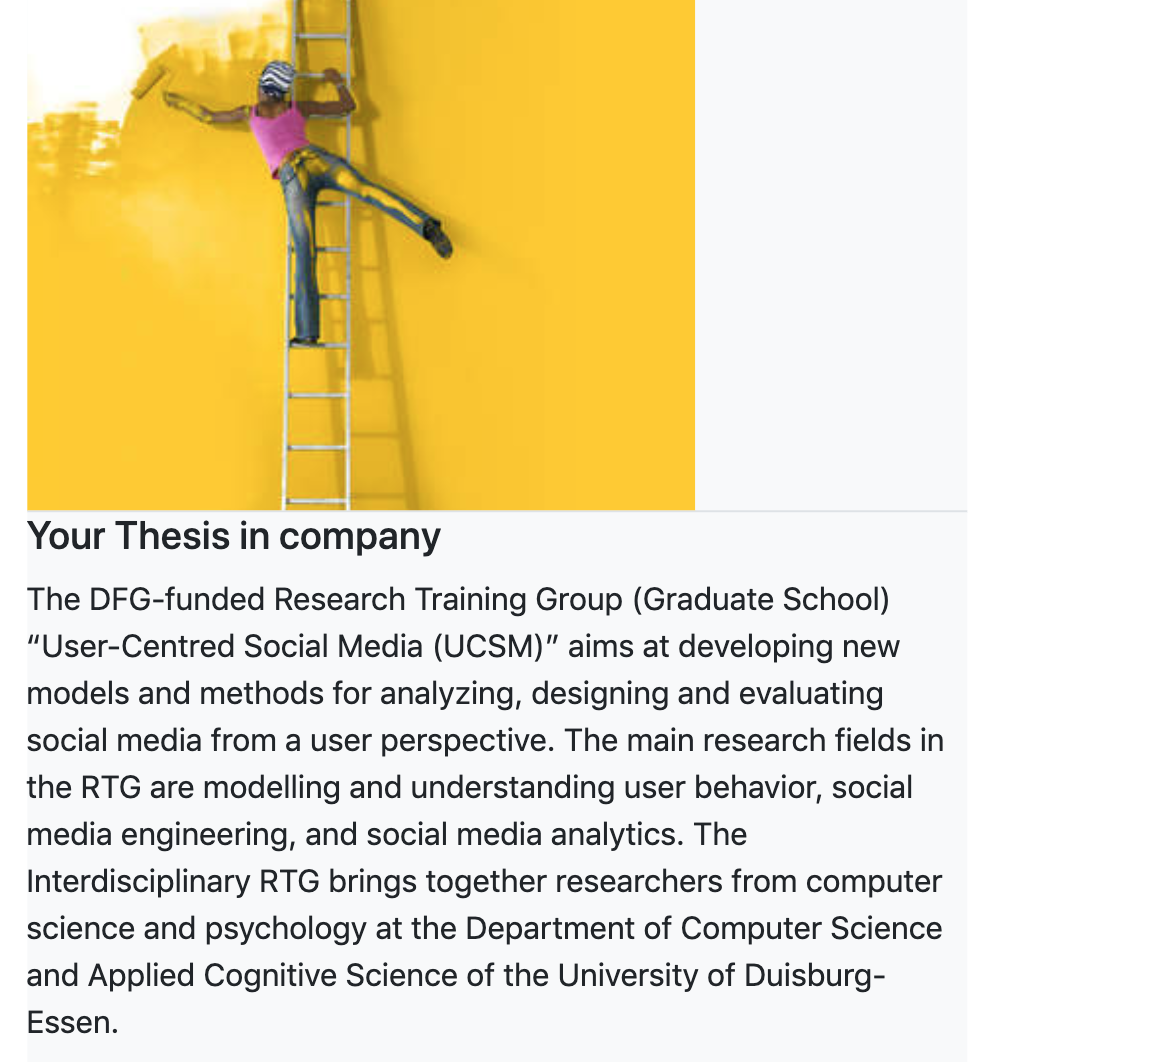 Your Thesis in company
The DFG-funded Research Training Group (Graduate School)
“User-Centred Social Media (UCSM)” aims at developing new
models and methods for analyzing, designing and evaluating
social media from a user perspective. The main research fields in
the RTG are modelling and understanding user behavior, social
media engineering, and social media analytics. The
Interdisciplinary RTG brings together researchers from computer
science and psychology at the Department of Computer Science
and Applied Cognitive Science of the University of Duisburg-
Essen.